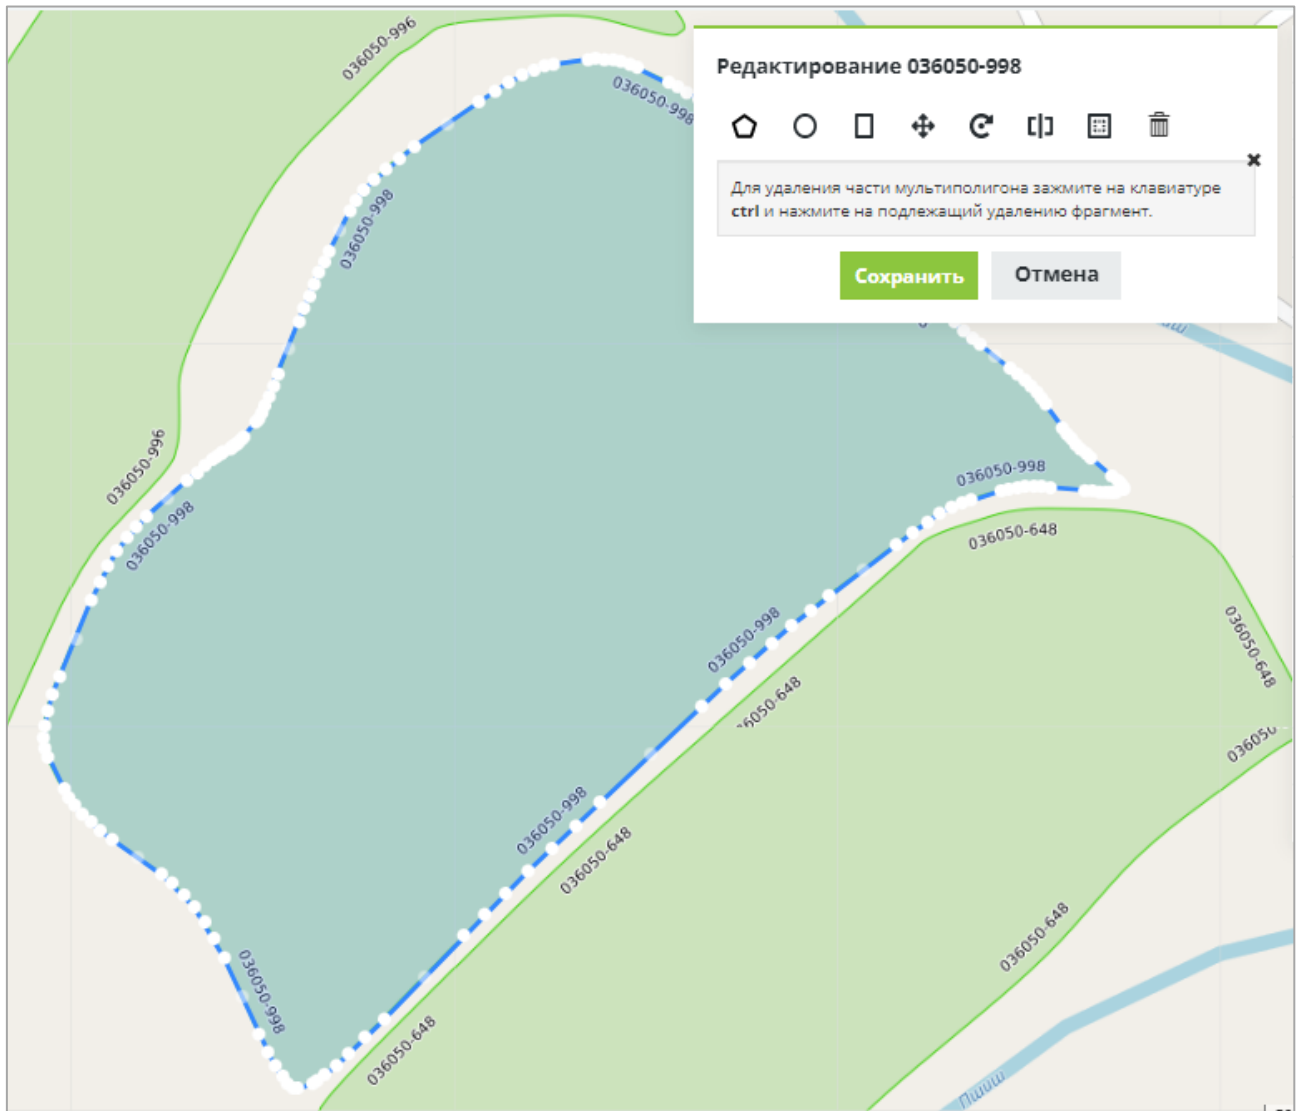 036050-996
036050-998
Редактирование 036050-998
Для удаления части мультиполигона зажмите на клавиатуре
ctrl и нажмите на подлежащий удалению фрагмент.
Сохранить
Отмена
036050-998
036050-996
036050-998
036050-998
036050-648
036050-998
036050-648
036050-998
036050-648
036050-648
036050-998
036050-648
Пшиш